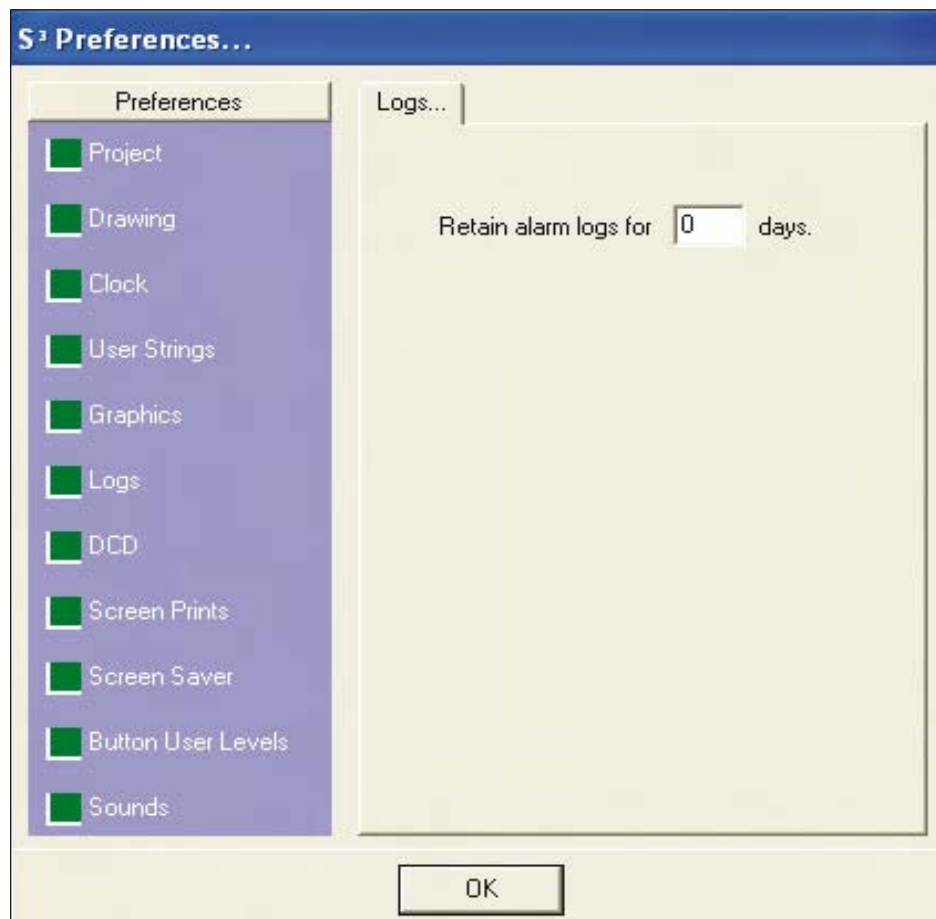 S³ Preferences...
Preferences
Project
Drawing
Clock
User Strings
Graphics
Logs
DCD
Screen Prints
Screen Saver
Button User Levels
Sounds
Logs...
Retain alarm logs for 0 days.
OK